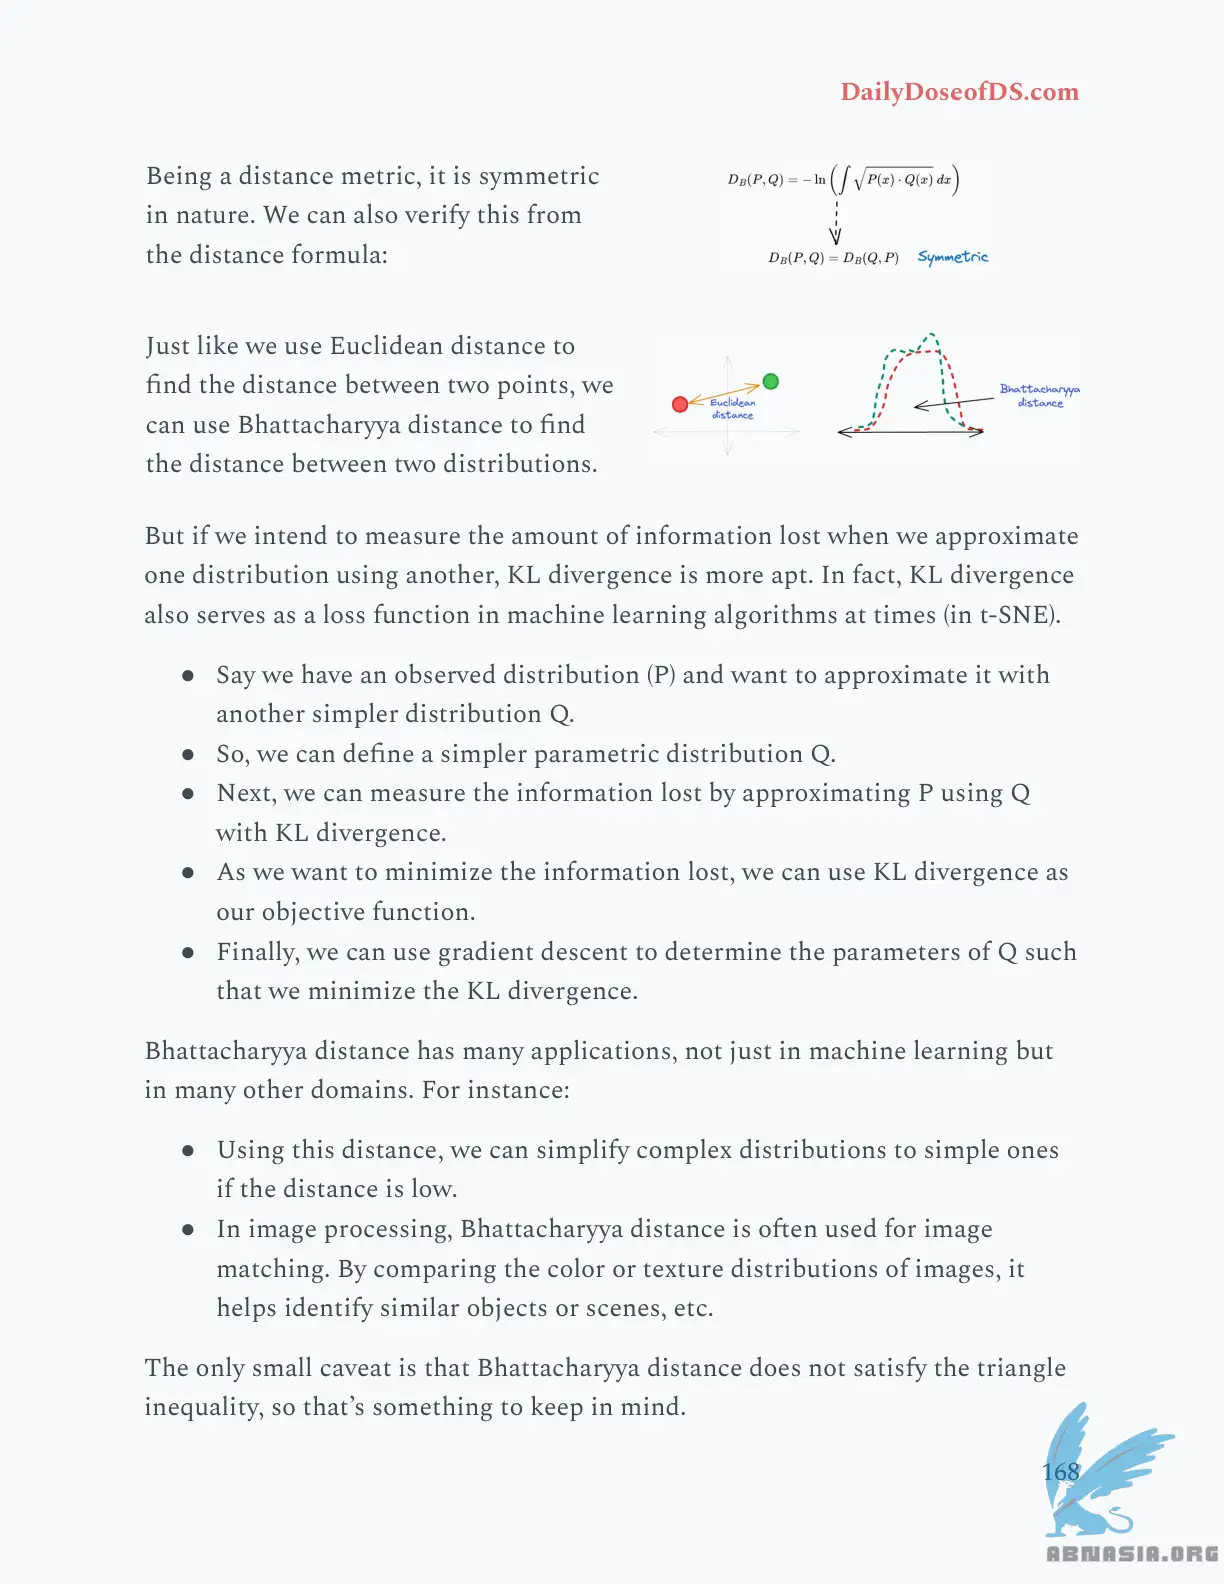 DailyDoseofDS.com
Being a distance metric, it is symmetric
in nature. We can also verify this from
the distance formula:
D_B(P, Q) = − ln (∫ √(P(x) · Q(x)) dx)
D_B(P, Q) = D_B(Q, P) Symmetric
Just like we use Euclidean distance to
find the distance between two points, we
can use Bhattacharyya distance to find
the distance between two distributions.
Euclidean
distance
Bhattacharyya
distance
But if we intend to measure the amount of information lost when we approximate
one distribution using another, KL divergence is more apt. In fact, KL divergence
also serves as a loss function in machine learning algorithms at times (in t-SNE).
● Say we have an observed distribution (P) and want to approximate it with
another simpler distribution Q.
● So, we can define a simpler parametric distribution Q.
● Next, we can measure the information lost by approximating P using Q
with KL divergence.
● As we want to minimize the information lost, we can use KL divergence as
our objective function.
● Finally, we can use gradient descent to determine the parameters of Q such
that we minimize the KL divergence.
Bhattacharyya distance has many applications, not just in machine learning but
in many other domains. For instance:
● Using this distance, we can simplify complex distributions to simple ones
if the distance is low.
● In image processing, Bhattacharyya distance is often used for image
matching. By comparing the color or texture distributions of images, it
helps identify similar objects or scenes, etc.
The only small caveat is that Bhattacharyya distance does not satisfy the triangle
inequality, so that’s something to keep in mind.
168
ABNASIA.ORG